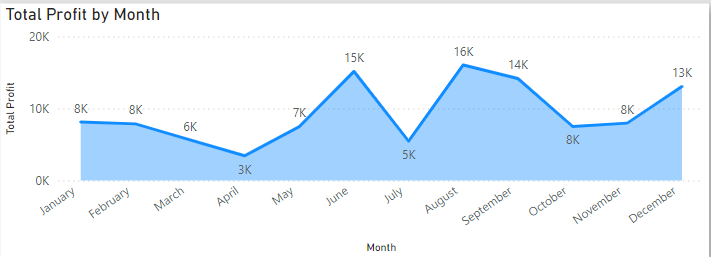 Total Profit by Month
Total Profit
20K
10K
0K
8K
8K
6K
3K
7K
15K
5K
16K
14K
8K
8K
13K
January
February
March
April
May
June
July
August
September
October
November
December
Month